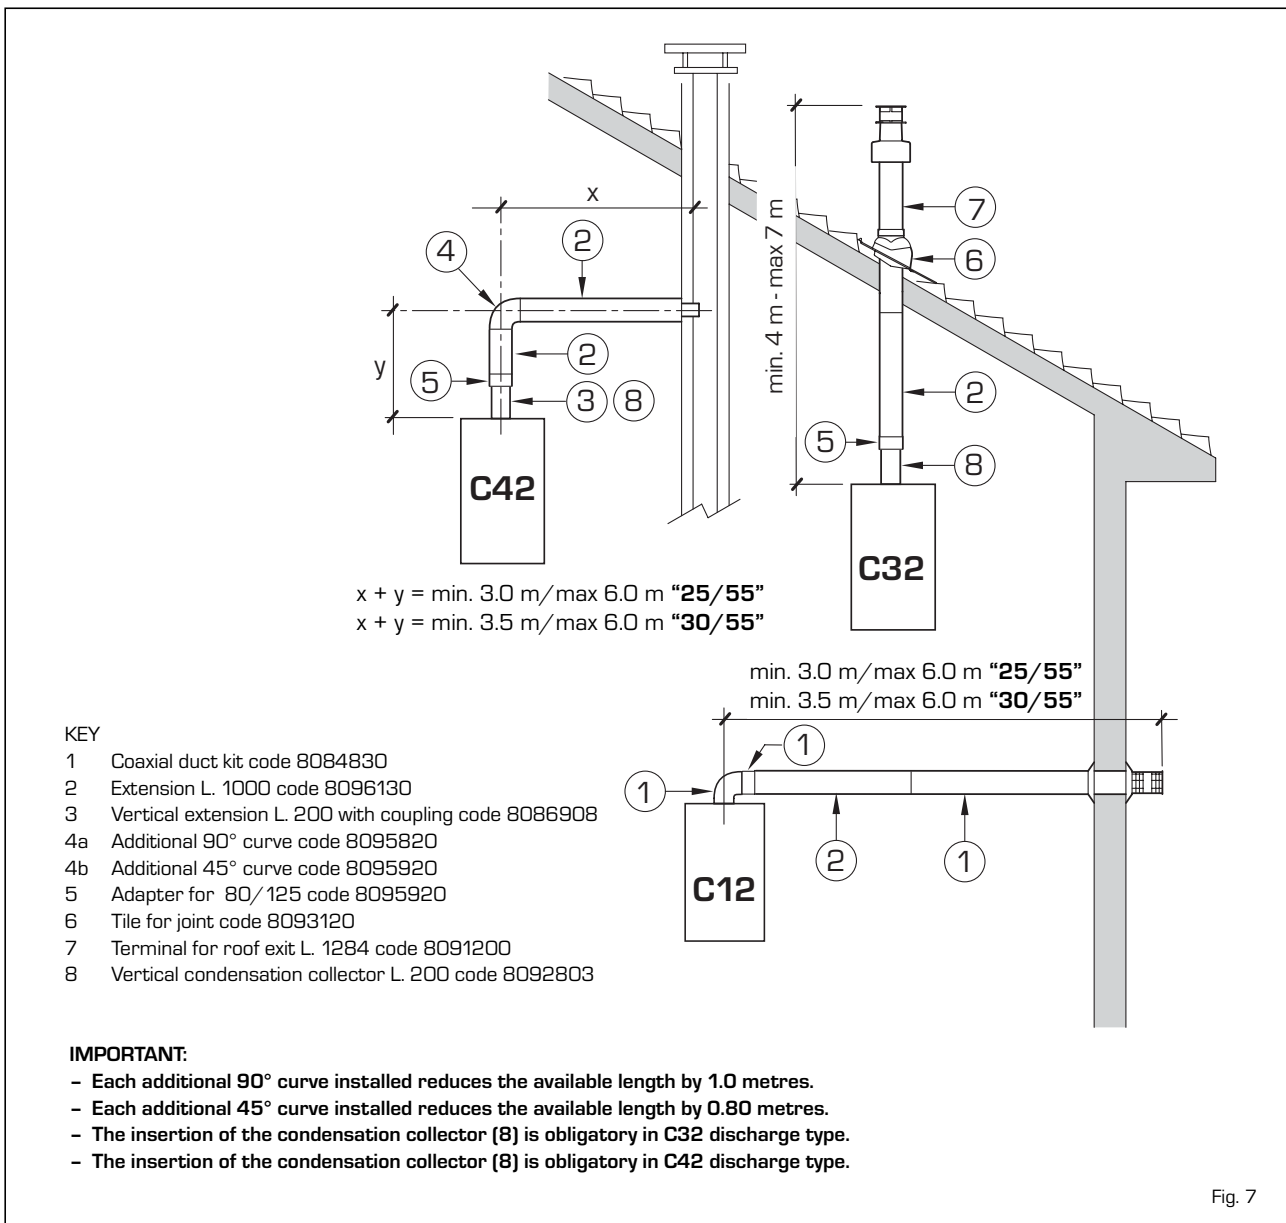 x
2
4
2
y
5
3
8
C42
x + y = min. 3.0 m/max 6.0 m “25/55”
x + y = min. 3.5 m/max 6.0 m “30/55”
min. 4 m - max 7 m
7
6
2
5
8
C32
min. 3.0 m/max 6.0 m “25/55”
min. 3.5 m/max 6.0 m “30/55”
1
1
2
1
C12
KEY
1 Coaxial duct kit code 8084830
2 Extension L. 1000 code 8096130
3 Vertical extension L. 200 with coupling code 8086908
4a Additional 90° curve code 8095820
4b Additional 45° curve code 8095920
5 Adapter for 80/125 code 8095920
6 Tile for joint code 8093120
7 Terminal for roof exit L. 1284 code 8091200
8 Vertical condensation collector L. 200 code 8092803
IMPORTANT:
– Each additional 90° curve installed reduces the available length by 1.0 metres.
– Each additional 45° curve installed reduces the available length by 0.80 metres.
– The insertion of the condensation collector (8) is obligatory in C32 discharge type.
– The insertion of the condensation collector (8) is obligatory in C42 discharge type.
Fig. 7